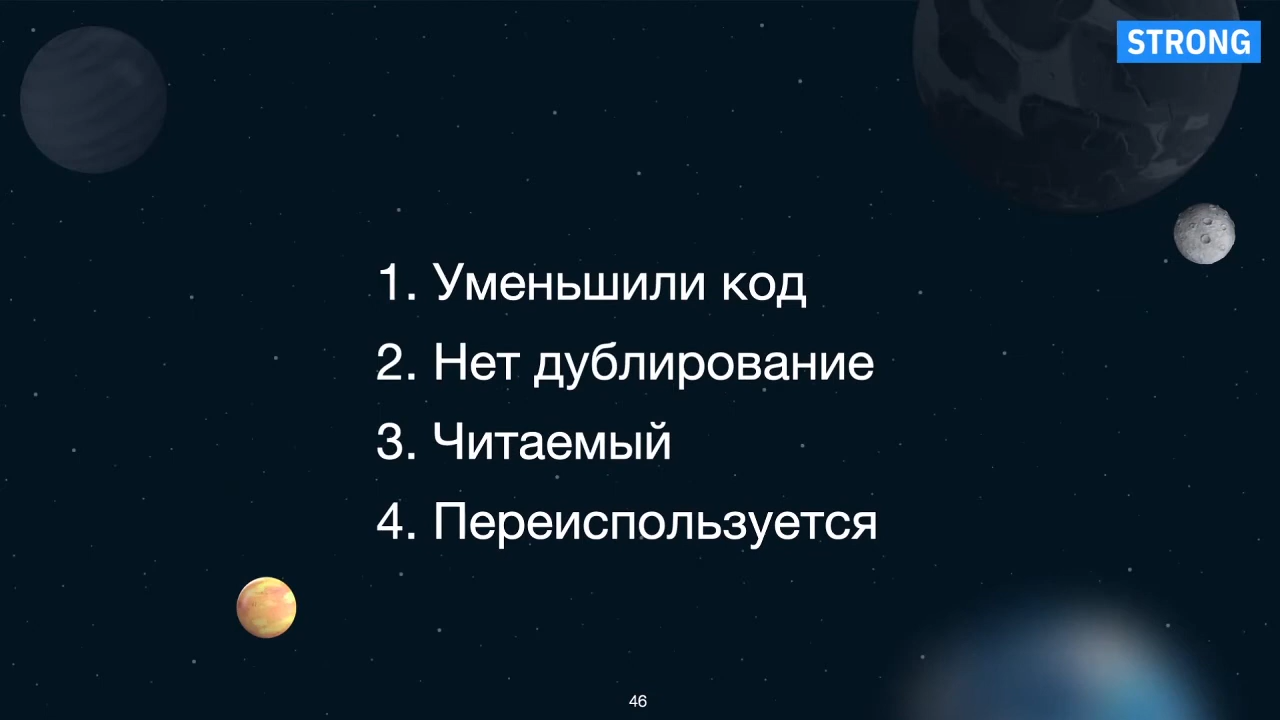 STRONG
1. Уменьшили код
2. Нет дублирование
3. Читаемый
4. Переиспользуется
46